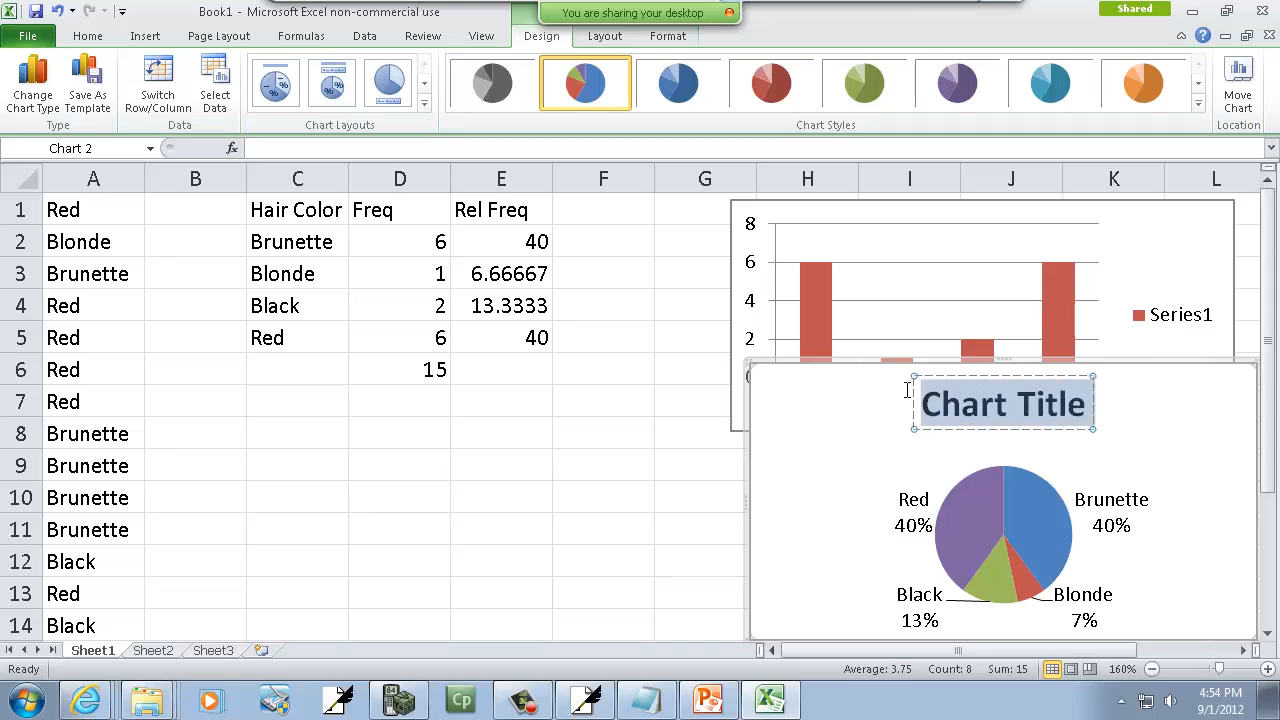 Book1 - Microsoft Excel non-commercial use
You are sharing your desktop
Shared
File Home Insert Page Layout Formulas Data Review View Design Layout Format
Change Chart Type
Save As Template
Switch Row/Column
Select Data
Move Chart
Type Data Chart Layouts Chart Styles Location
Chart 2 fx
A B C D E F G H I J K L
1 Red Hair Color Freq Rel Freq
2 Blonde Brunette 6 40
3 Brunette Blonde 1 6.66667
4 Red Black 2 13.3333
5 Red Red 6 40
6 Red 15
7 Red
8 Brunette
9 Brunette
10 Brunette
11 Brunette
12 Black
13 Red
14 Black
8
6
4
2
Series1
Chart Title
Red
40%
Brunette
40%
Black
13%
Blonde
7%
Sheet1 Sheet2 Sheet3
Ready Average: 3.75 Count: 8 Sum: 15 160%
Cp
4:54 PM
9/1/2012